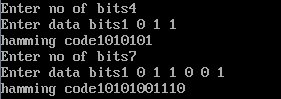 Enter no of bits4
Enter data bits1 0 1 1
hamming code1010101
Enter no of bits7
Enter data bits1 0 1 1 0 0 1
hamming code10101001110